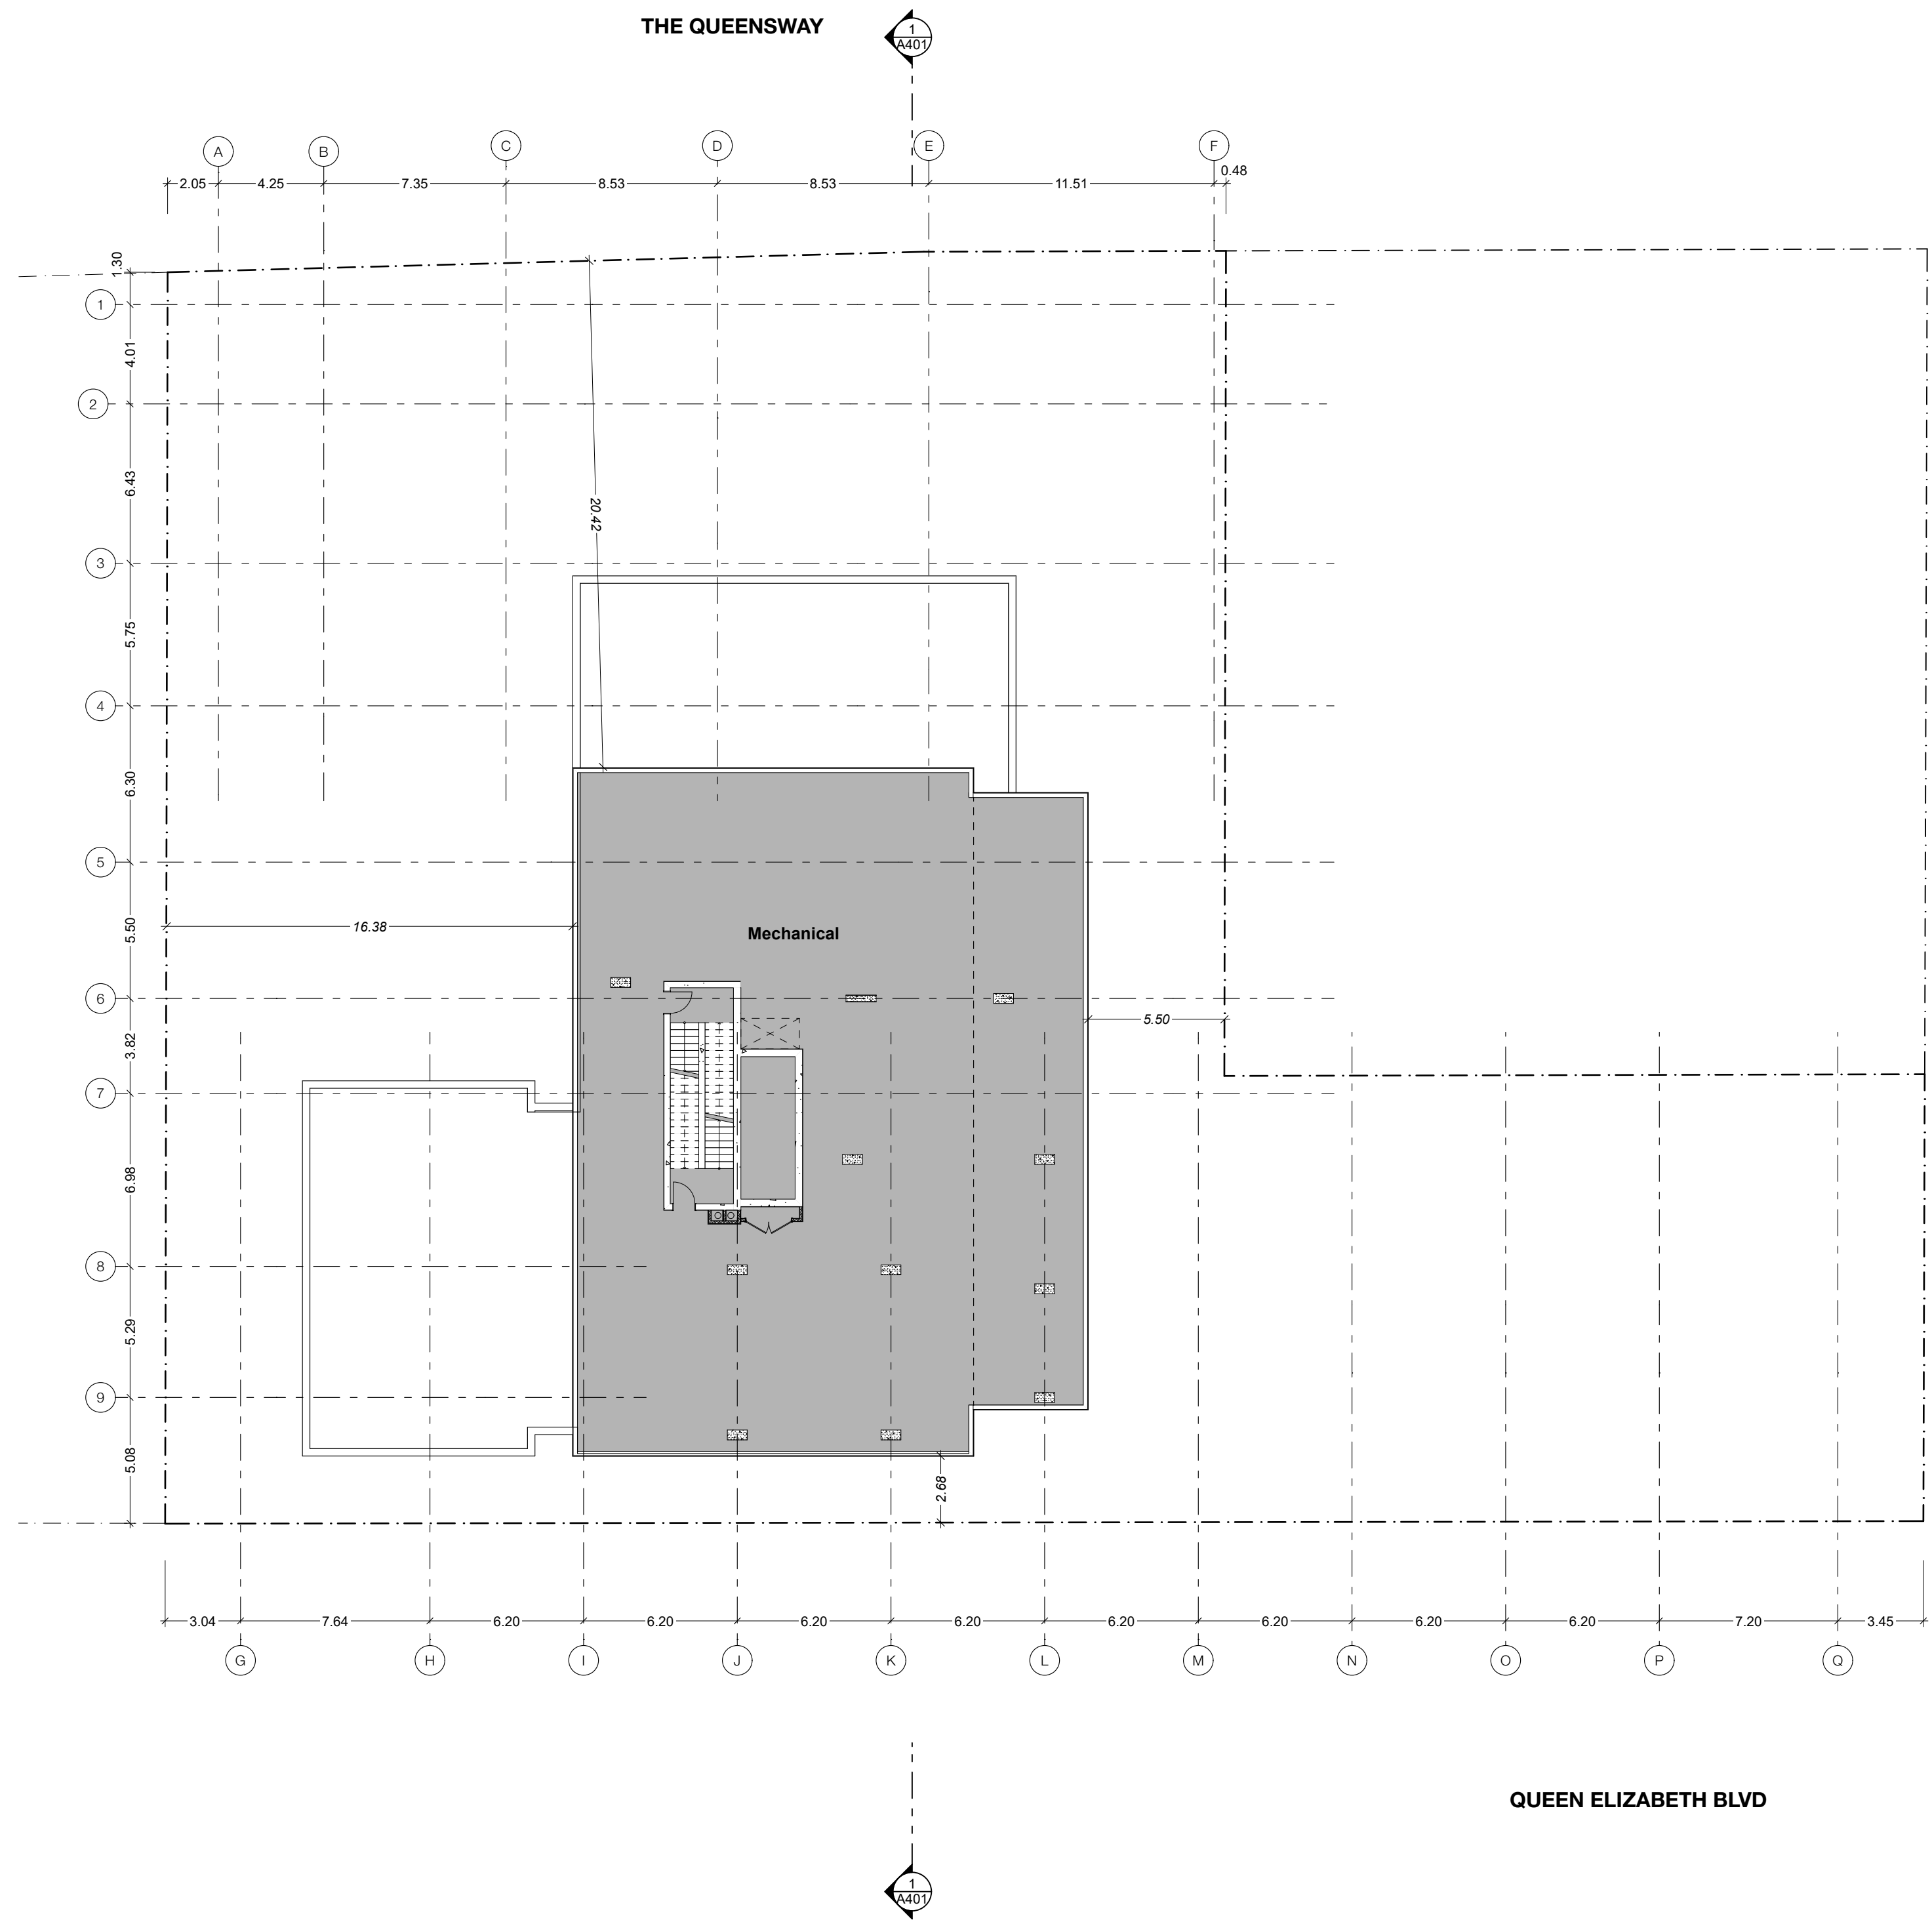 THE QUEENSWAY
1
A401
A B C D E F
2.05 4.25 7.35 8.53 8.53 11.51 0.48
1.30
1
4.01
2
6.43
20.42
3
5.75
4
6.30
5
16.38
5.50
Mechanical
6
5.50
3.82
7
6.98
8
5.29
9
5.08
2.68
3.04 7.64 6.20 6.20 6.20 6.20 6.20 6.20 6.20 6.20 7.20 3.45
G H I J K L M N O P Q
QUEEN ELIZABETH BLVD
1
A401